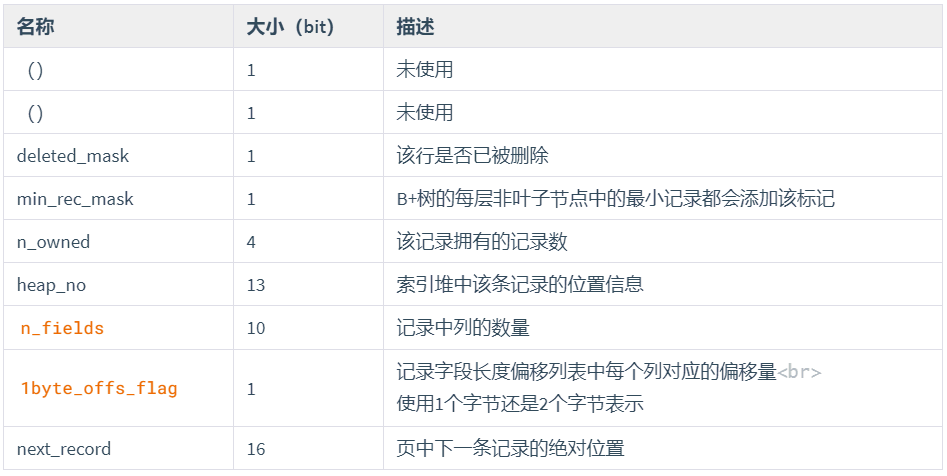 名称 大小（bit） 描述
（） 1 未使用
（） 1 未使用
deleted_mask 1 该行是否已被删除
min_rec_mask 1 B+树的每层非叶子节点中的最小记录都会添加该标记
n_owned 4 该记录拥有的记录数
heap_no 13 索引堆中该条记录的位置信息
n_fields 10 记录中列的数量
1byte_offs_flag 1 记录字段长度偏移列表中每个列对应的偏移量<br>
使用1个字节还是2个字节表示
next_record 16 页中下一条记录的绝对位置